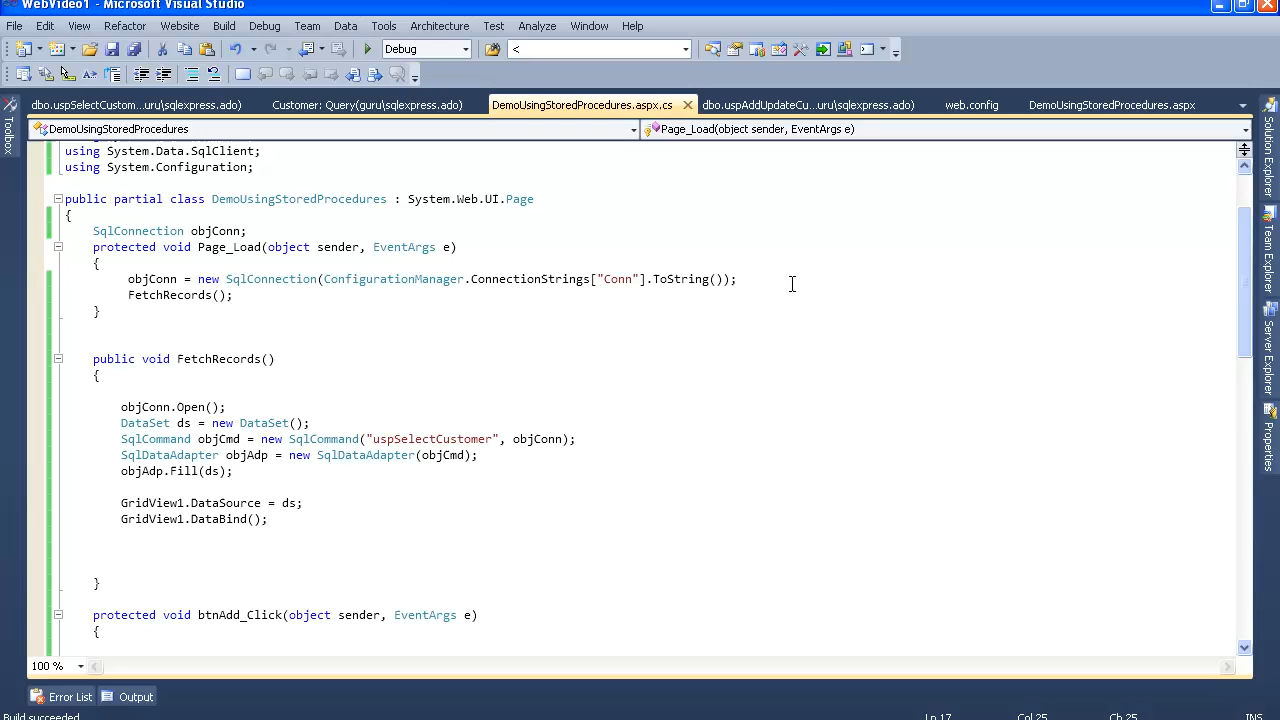 WebVideo1 - Microsoft Visual Studio
File Edit View Refactor Website Build Debug Team Data Tools Architecture Test Analyze Window Help
Debug <
dbo.uspSelectCustom...uru\sqlexpress.ado) Customer: Query(guru\sqlexpress.ado) DemoUsingStoredProcedures.aspx.cs dbo.uspAddUpdateCu...uru\sqlexpress.ado) web.config DemoUsingStoredProcedures.aspx
DemoUsingStoredProcedures Page_Load(object sender, EventArgs e)
using System.Data.SqlClient;
using System.Configuration;
public partial class DemoUsingStoredProcedures : System.Web.UI.Page
{
SqlConnection objConn;
protected void Page_Load(object sender, EventArgs e)
{
objConn = new SqlConnection(ConfigurationManager.ConnectionStrings["Conn"].ToString());
FetchRecords();
}
public void FetchRecords()
{
objConn.Open();
DataSet ds = new DataSet();
SqlCommand objCmd = new SqlCommand("uspSelectCustomer", objConn);
SqlDataAdapter objAdp = new SqlDataAdapter(objCmd);
objAdp.Fill(ds);
GridView1.DataSource = ds;
GridView1.DataBind();
}
protected void btnAdd_Click(object sender, EventArgs e)
{
100 %
Error List Output
Build succeeded Ln 17 Col 25 Ch 25 INS
Toolbox
Solution Explorer
Team Explorer
Server Explorer
Properties